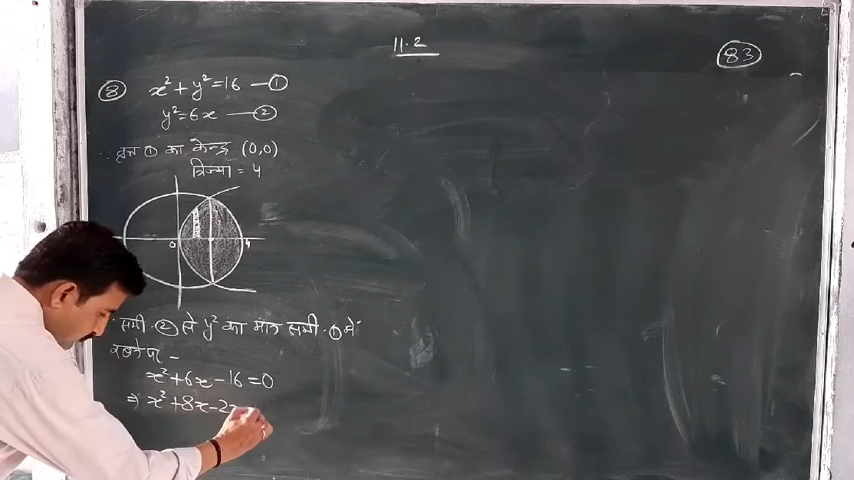 11.2
83
8 x² + y² = 16 — ①
y² = 6x — ②
∴ वृत्त ① का केन्द्र (0,0)
त्रिज्या = 4
0 4
समी. ② से y² का मान समी. ① में
रखने पर –
x² + 6x – 16 = 0
⇒ x² + 8x – 2x